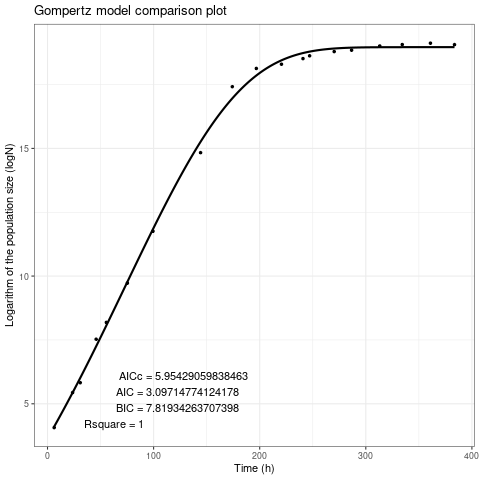 Gompertz model comparison plot
Logarithm of the population size (logN)
15
10
5
AICc = 5.95429059838463
AIC = 3.09714774124178
BIC = 7.81934263707398
Rsquare = 1
0 100 200 300 400
Time (h)